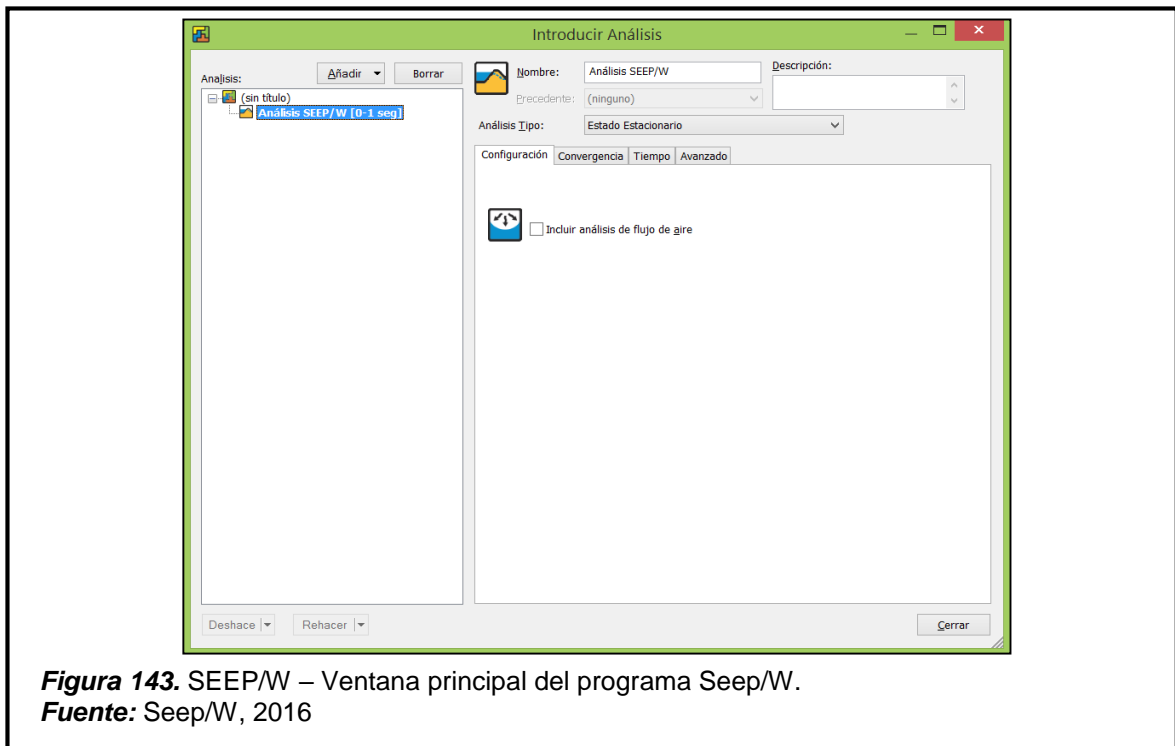 Introducir Análisis
Analisis:
Añadir
Borrar
(sin título)
Análisis SEEP/W [0-1 seg]
Nombre:
Análisis SEEP/W
Descripción:
Precedente:
(ninguno)
Análisis Tipo:
Estado Estacionario
Configuración
Convergencia
Tiempo
Avanzado
Incluir análisis de flujo de aire
Deshace
Rehacer
Cerrar
Figura 143. SEEP/W – Ventana principal del programa Seep/W.
Fuente: Seep/W, 2016